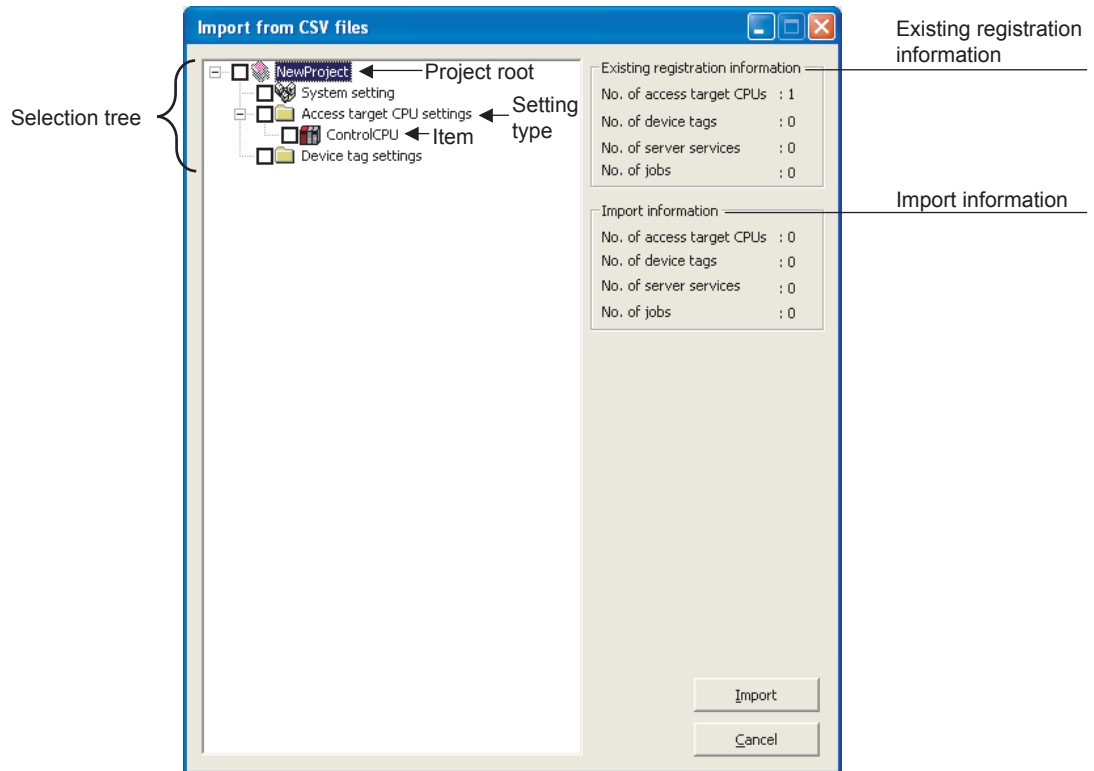 Import from CSV files
Existing registration
information
Selection tree
NewProject
Project root
System setting
Access target CPU settings
Setting
type
ControlCPU
Item
Device tag settings
Existing registration information
No. of access target CPUs : 1
No. of device tags : 0
No. of server services : 0
No. of jobs : 0
Import information
Import information
No. of access target CPUs : 0
No. of device tags : 0
No. of server services : 0
No. of jobs : 0
Import
Cancel